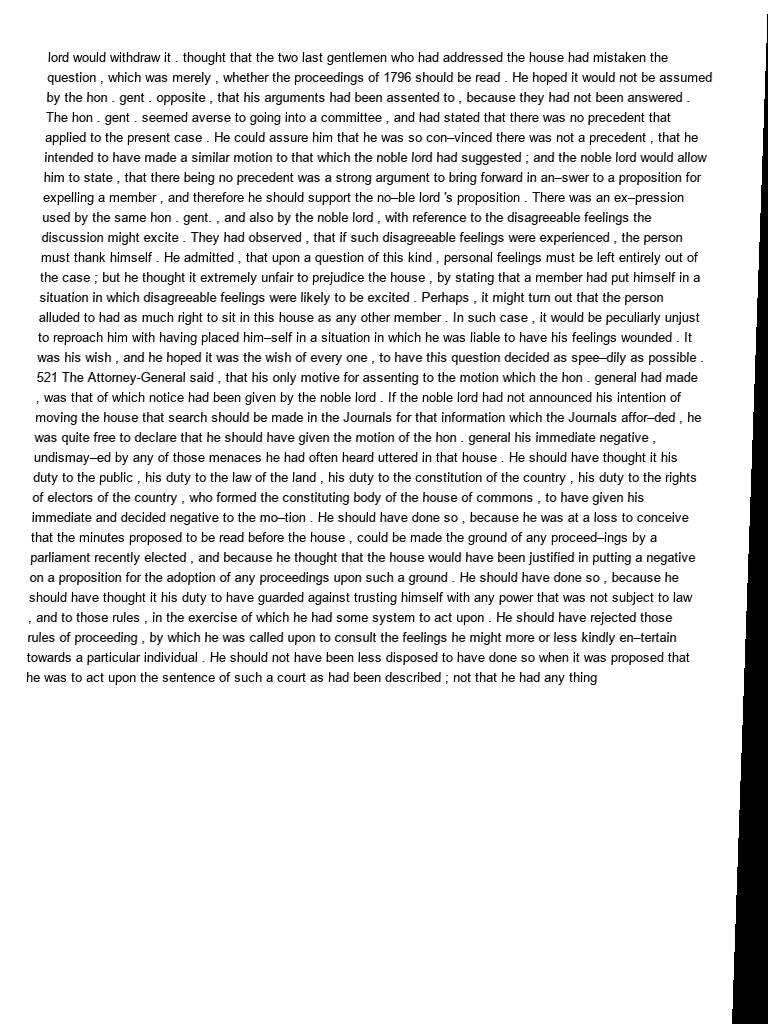 lord would withdraw it . thought that the two last gentlemen who had addressed the house had mistaken the
question , which was merely , whether the proceedings of 1796 should be read . He hoped it would not be assumed
by the hon . gent . opposite , that his arguments had been assented to , because they had not been answered .
The hon . gent . seemed averse to going into a committee , and had stated that there was no precedent that
applied to the present case . He could assure him that he was so con–vinced there was not a precedent , that he
intended to have made a similar motion to that which the noble lord had suggested ; and the noble lord would allow
him to state , that there being no precedent was a strong argument to bring forward in an–swer to a proposition for
expelling a member , and therefore he should support the no–ble lord 's proposition . There was an ex–pression
used by the same hon . gent. , and also by the noble lord , with reference to the disagreeable feelings the
discussion might excite . They had observed , that if such disagreeable feelings were experienced , the person
must thank himself . He admitted , that upon a question of this kind , personal feelings must be left entirely out of
the case ; but he thought it extremely unfair to prejudice the house , by stating that a member had put himself in a
situation in which disagreeable feelings were likely to be excited . Perhaps , it might turn out that the person
alluded to had as much right to sit in this house as any other member . In such case , it would be peculiarly unjust
to reproach him with having placed him–self in a situation in which he was liable to have his feelings wounded . It
was his wish , and he hoped it was the wish of every one , to have this question decided as spee–dily as possible .
521 The Attorney-General said , that his only motive for assenting to the motion which the hon . general had made
, was that of which notice had been given by the noble lord . If the noble lord had not announced his intention of
moving the house that search should be made in the Journals for that information which the Journals affor–ded , he
was quite free to declare that he should have given the motion of the hon . general his immediate negative ,
undismay–ed by any of those menaces he had often heard uttered in that house . He should have thought it his
duty to the public , his duty to the law of the land , his duty to the constitution of the country , his duty to the rights
of electors of the country , who formed the constituting body of the house of commons , to have given his
immediate and decided negative to the mo–tion . He should have done so , because he was at a loss to conceive
that the minutes proposed to be read before the house , could be made the ground of any proceed–ings by a
parliament recently elected , and because he thought that the house would have been justified in putting a negative
on a proposition for the adoption of any proceedings upon such a ground . He should have done so , because he
should have thought it his duty to have guarded against trusting himself with any power that was not subject to law
, and to those rules , in the exercise of which he had some system to act upon . He should have rejected those
rules of proceeding , by which he was called upon to consult the feelings he might more or less kindly en–tertain
towards a particular individual . He should not have been less disposed to have done so when it was proposed that
he was to act upon the sentence of such a court as had been described ; not that he had any thing